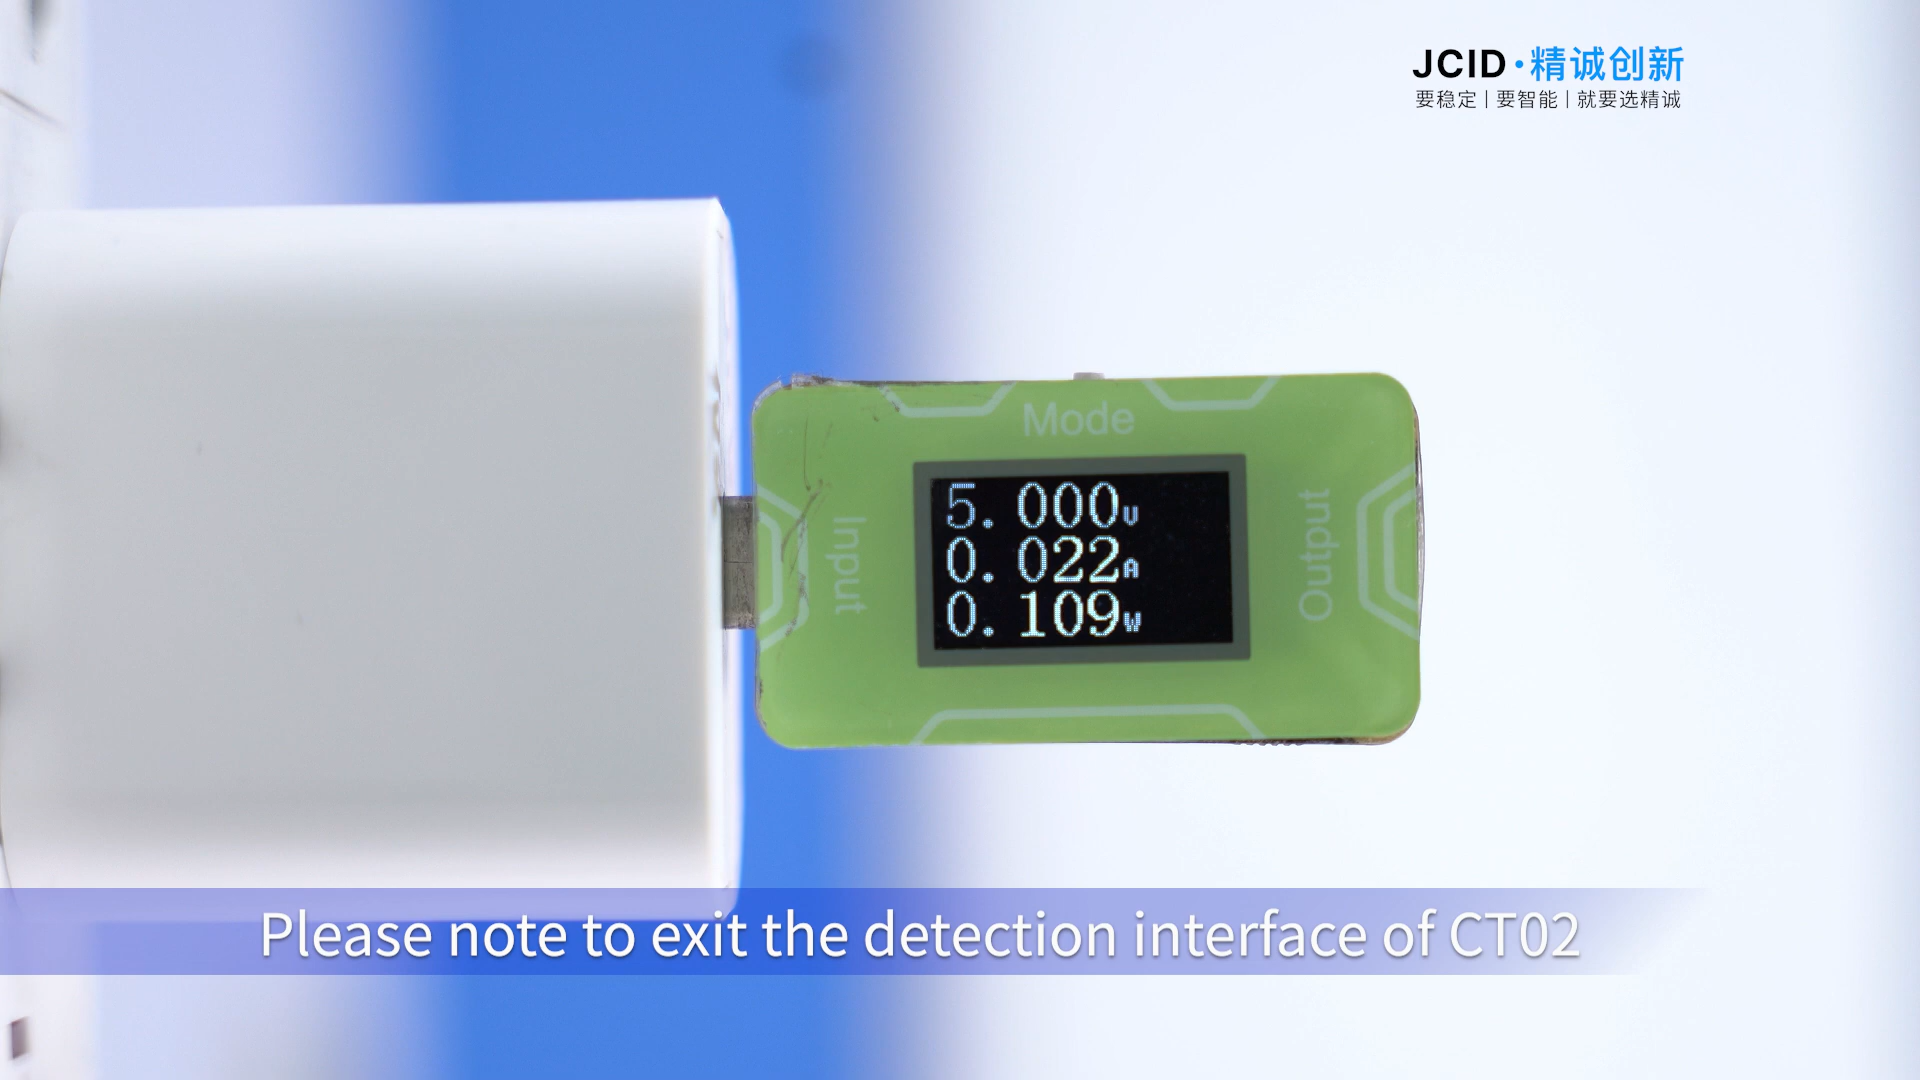 JCID·精诚创新
要稳定 | 要智能 | 就要选精诚
Mode
Input
5.000V
0.022A
0.109W
Output
Please note to exit the detection interface of CT02